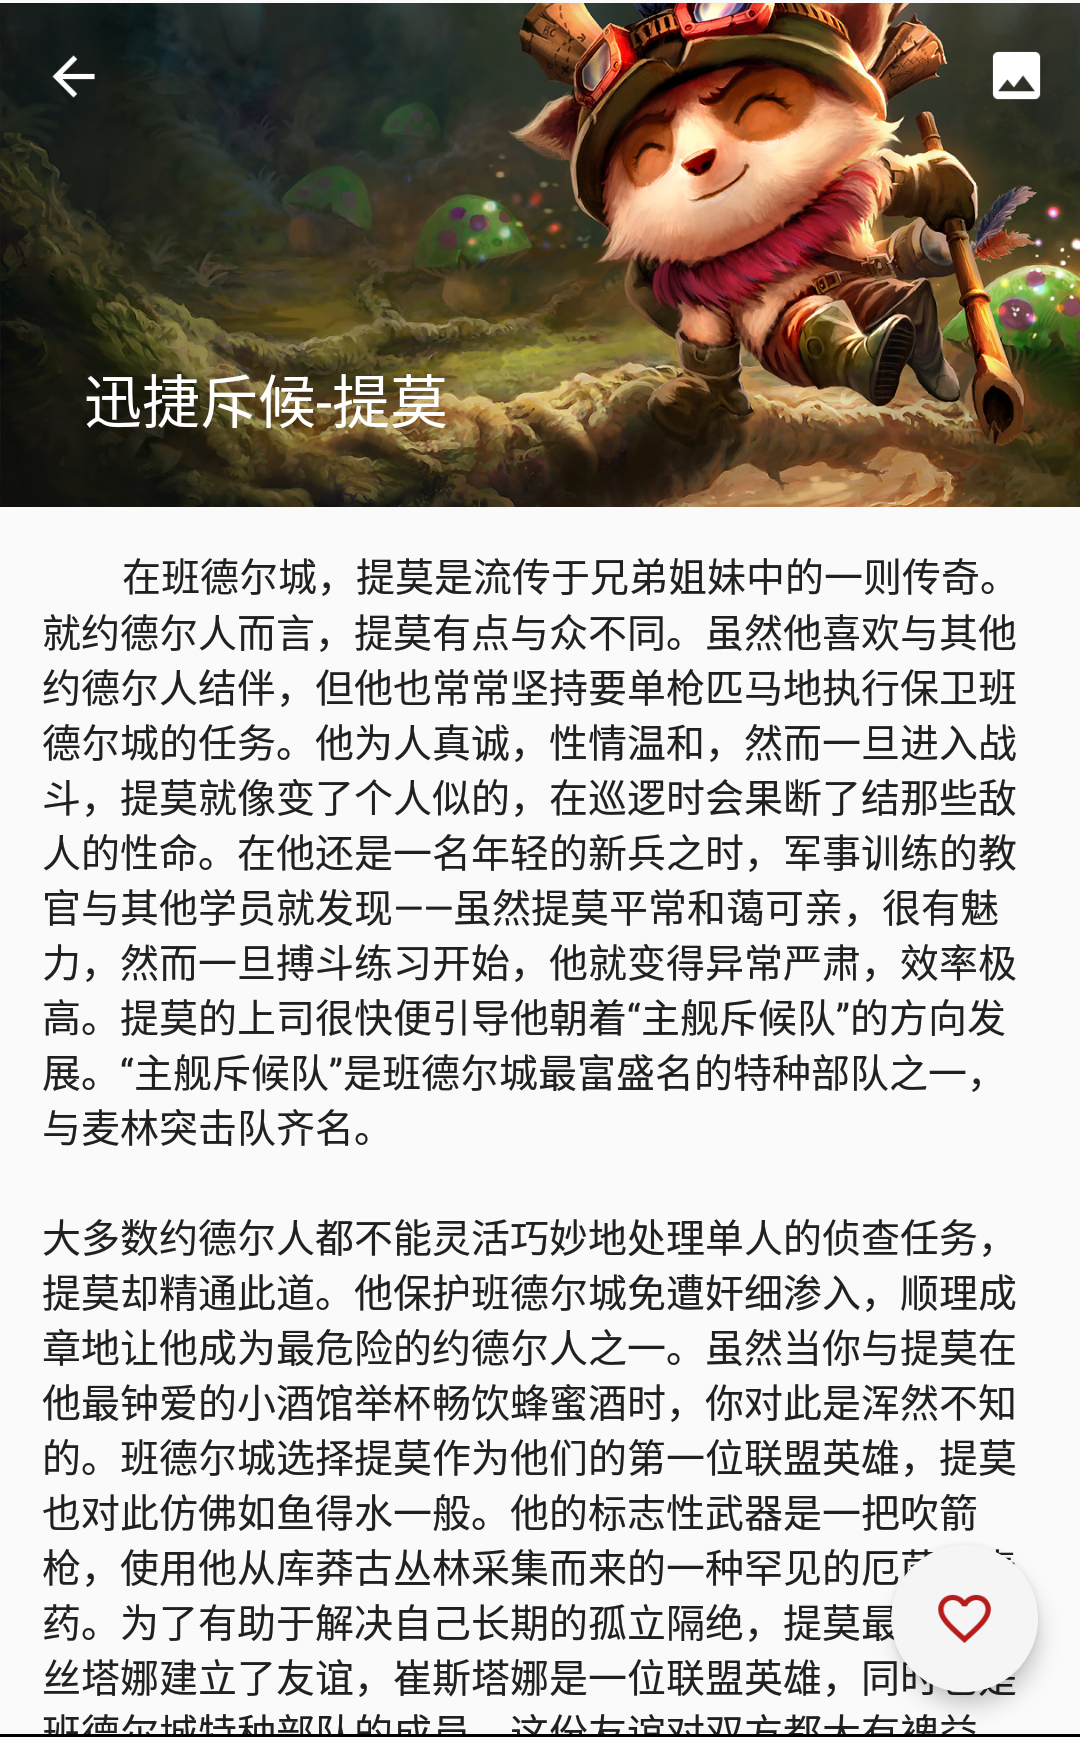 迅捷斥候-提莫
在班德尔城，提莫是流传于兄弟姐妹中的一则传奇。
就约德尔人而言，提莫有点与众不同。虽然他喜欢与其他
约德尔人结伴，但他也常常坚持要单枪匹马地执行保卫班
德尔城的任务。他为人真诚，性情温和，然而一旦进入战
斗，提莫就像变了个人似的，在巡逻时会果断了结那些敌
人的性命。在他还是一名年轻的新兵之时，军事训练的教
官与其他学员就发现——虽然提莫平常和蔼可亲，很有魅
力，然而一旦搏斗练习开始，他就变得异常严肃，效率极
高。提莫的上司很快便引导他朝着“主舰斥候队”的方向发
展。“主舰斥候队”是班德尔城最富盛名的特种部队之一，
与麦林突击队齐名。
大多数约德尔人都不能灵活巧妙地处理单人的侦查任务，
提莫却精通此道。他保护班德尔城免遭奸细渗入，顺理成
章地让他成为最危险的约德尔人之一。虽然当你与提莫在
他最钟爱的小酒馆举杯畅饮蜂蜜酒时，你对此是浑然不知
的。班德尔城选择提莫作为他们的第一位联盟英雄，提莫
也对此仿佛如鱼得水一般。他的标志性武器是一把吹箭
枪，使用他从库莽古丛林采集而来的一种罕见的厄
药。为了有助于解决自己长期的孤立隔绝，提莫最
丝塔娜建立了友谊，崔斯塔娜是一位联盟英雄，同时也是
班德尔城特种部队的成员。这份友谊对双方都大有裨益，